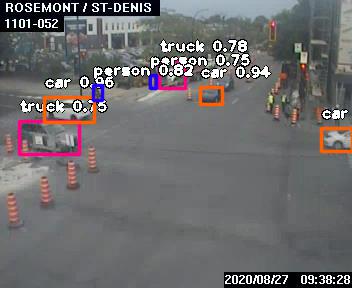 ROSEMONT / ST-DENIS
1101-052
truck 0.78
person 0.75
person 0.82
car 0.94
car 0.96
truck 0.75
car
2020/08/27 09:38:28